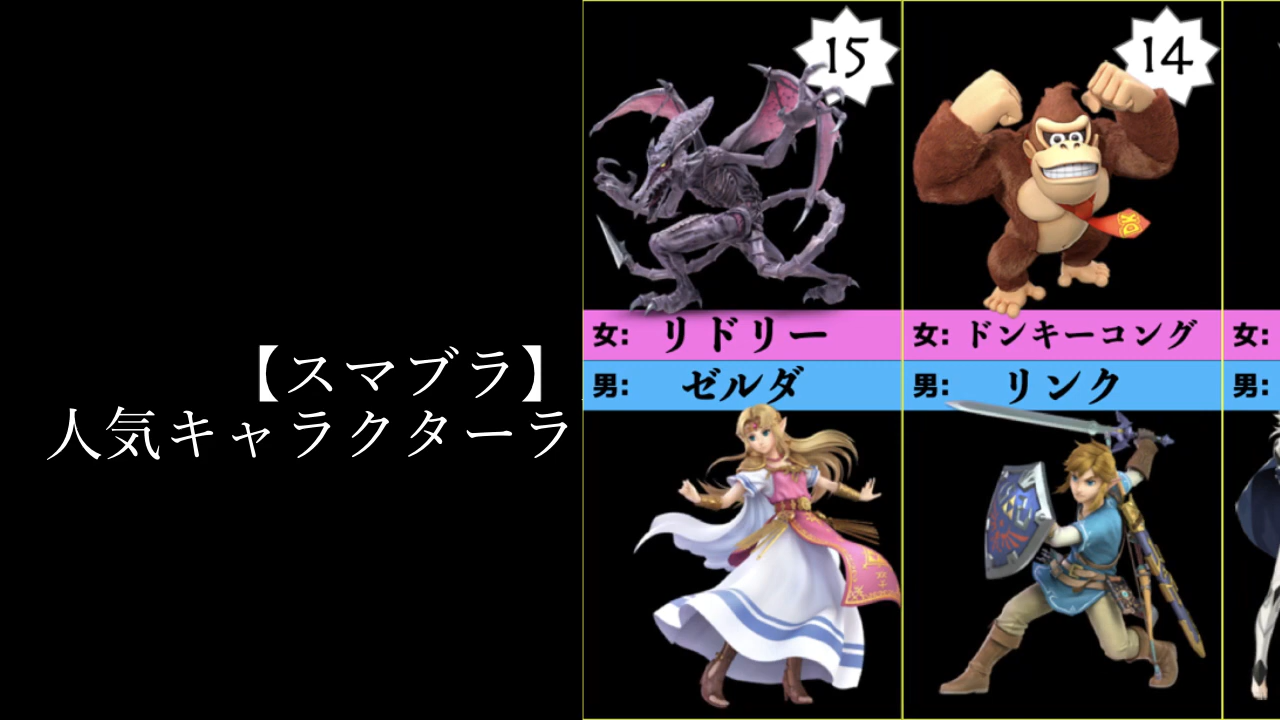 【スマブラ】
人気キャラクターラ
15
14
DK
女: リドリー
女: ドンキーコング
女:
男: ゼルダ
男: リンク
男: